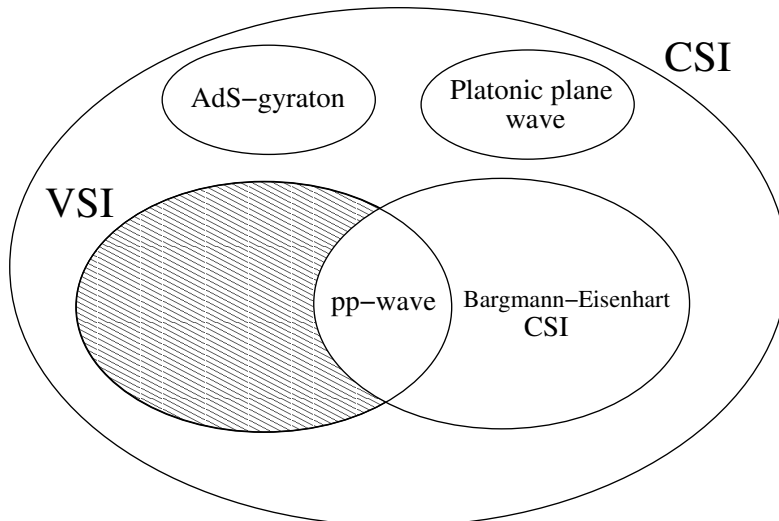 CSI
AdS−gyraton
Platonic plane
wave
VSI
pp−wave
Bargmann−Eisenhart
CSI